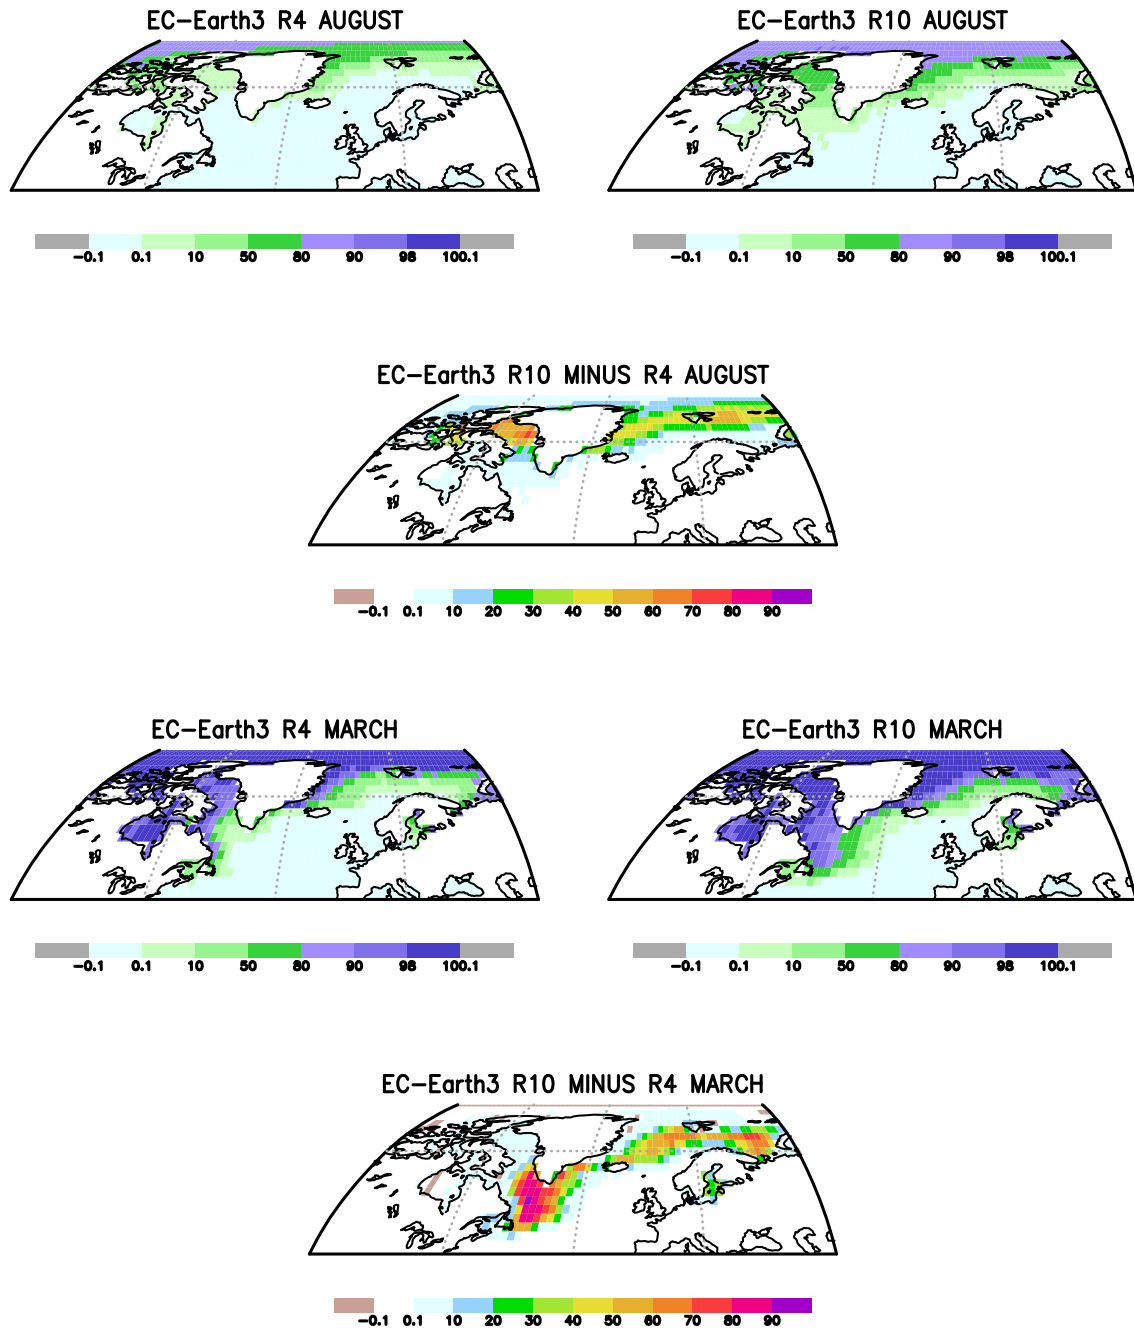 EC-Earth3 R4 AUGUST
EC-Earth3 R10 AUGUST
-0.1 0.1 10 50 80 90 98 100.1
-0.1 0.1 10 50 80 90 98 100.1
EC-Earth3 R10 MINUS R4 AUGUST
-0.1 0.1 10 20 30 40 50 60 70 80 90
EC-Earth3 R4 MARCH
EC-Earth3 R10 MARCH
-0.1 0.1 10 50 80 90 98 100.1
-0.1 0.1 10 50 80 90 98 100.1
EC-Earth3 R10 MINUS R4 MARCH
-0.1 0.1 10 20 30 40 50 60 70 80 90